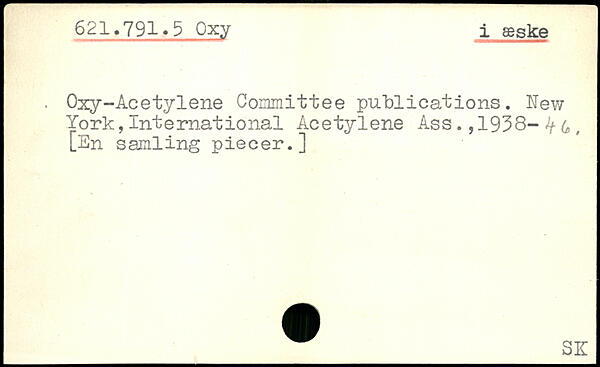 621.791.5 Oxy i æske
Oxy-Acetylene Committee publications. New
York,International Acetylene Ass.,1938-46.
[En samling piecer.]
SK